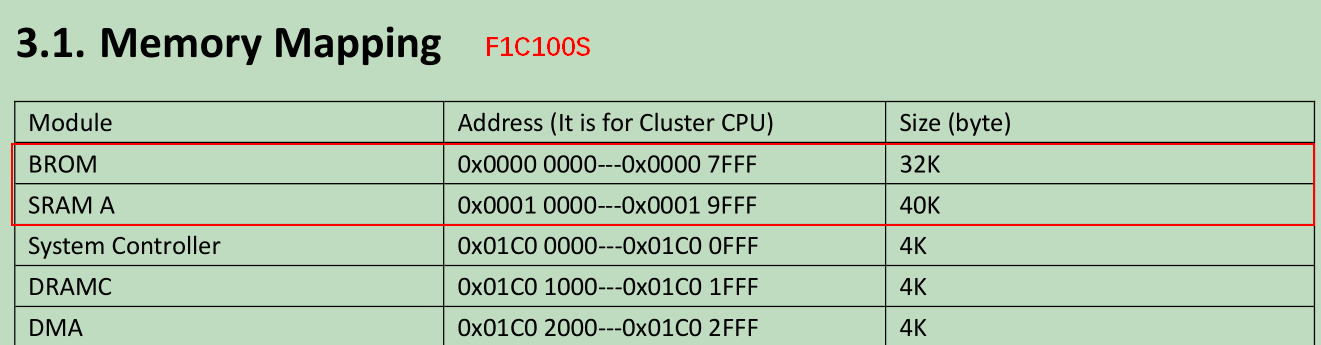 3.1. Memory Mapping F1C100S
Module Address (It is for Cluster CPU) Size (byte)
BROM 0x0000 0000---0x0000 7FFF 32K
SRAM A 0x0001 0000---0x0001 9FFF 40K
System Controller 0x01C0 0000---0x01C0 0FFF 4K
DRAMC 0x01C0 1000---0x01C0 1FFF 4K
DMA 0x01C0 2000---0x01C0 2FFF 4K